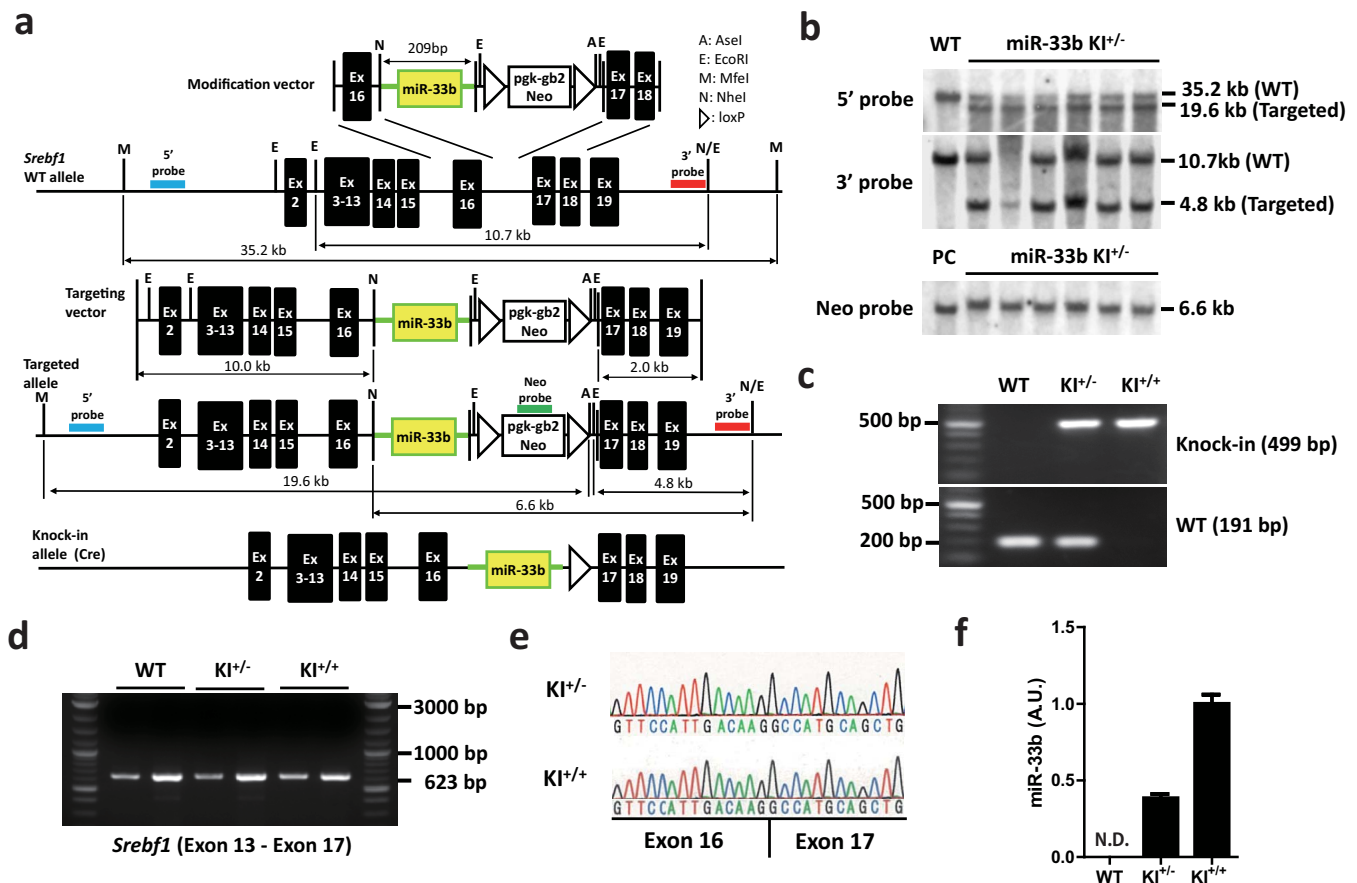 a
209bp
N
E
A E
Modification vector
Ex 16
miR-33b
pgk-gb2 Neo
Ex 17
Ex 18
A: AseI
E: EcoRI
M: MfeI
N: NheI
: loxP
Srebf1
WT allele
M
5' probe
E
E
3' probe
N/E
M
Ex 2
Ex 3-13
Ex 14
Ex 15
Ex 16
Ex 17
Ex 18
Ex 19
10.7 kb
35.2 kb
Targeting vector
E
E
N
E
A E
Ex 2
Ex 3-13
Ex 14
Ex 15
Ex 16
miR-33b
pgk-gb2 Neo
Ex 17
Ex 18
Ex 19
10.0 kb
2.0 kb
Targeted allele
M
5' probe
N
E
Neo probe
A E
3' probe
N/E
Ex 2
Ex 3-13
Ex 14
Ex 15
Ex 16
miR-33b
pgk-gb2 Neo
Ex 17
Ex 18
Ex 19
19.6 kb
4.8 kb
6.6 kb
Knock-in allele (Cre)
Ex 2
Ex 3-13
Ex 14
Ex 15
Ex 16
miR-33b
Ex 17
Ex 18
Ex 19
b
WT
miR-33b KI+/-
5' probe
35.2 kb (WT)
19.6 kb (Targeted)
3' probe
10.7kb (WT)
4.8 kb (Targeted)
PC
miR-33b KI+/-
Neo probe
6.6 kb
c
WT KI+/- KI+/+
500 bp
Knock-in (499 bp)
500 bp
200 bp
WT (191 bp)
d
WT KI+/- KI+/+
3000 bp
1000 bp
623 bp
Srebf1 (Exon 13 - Exon 17)
e
KI+/-
G T T C C A T T G A C A A G G C C A T G C A G C T G
KI+/+
G T T C C A T T G A C A A G G C C A T G C A G C T G
Exon 16
Exon 17
f
miR-33b (A.U.)
1.5
1.0
0.5
0.0
N.D.
WT KI+/- KI+/+